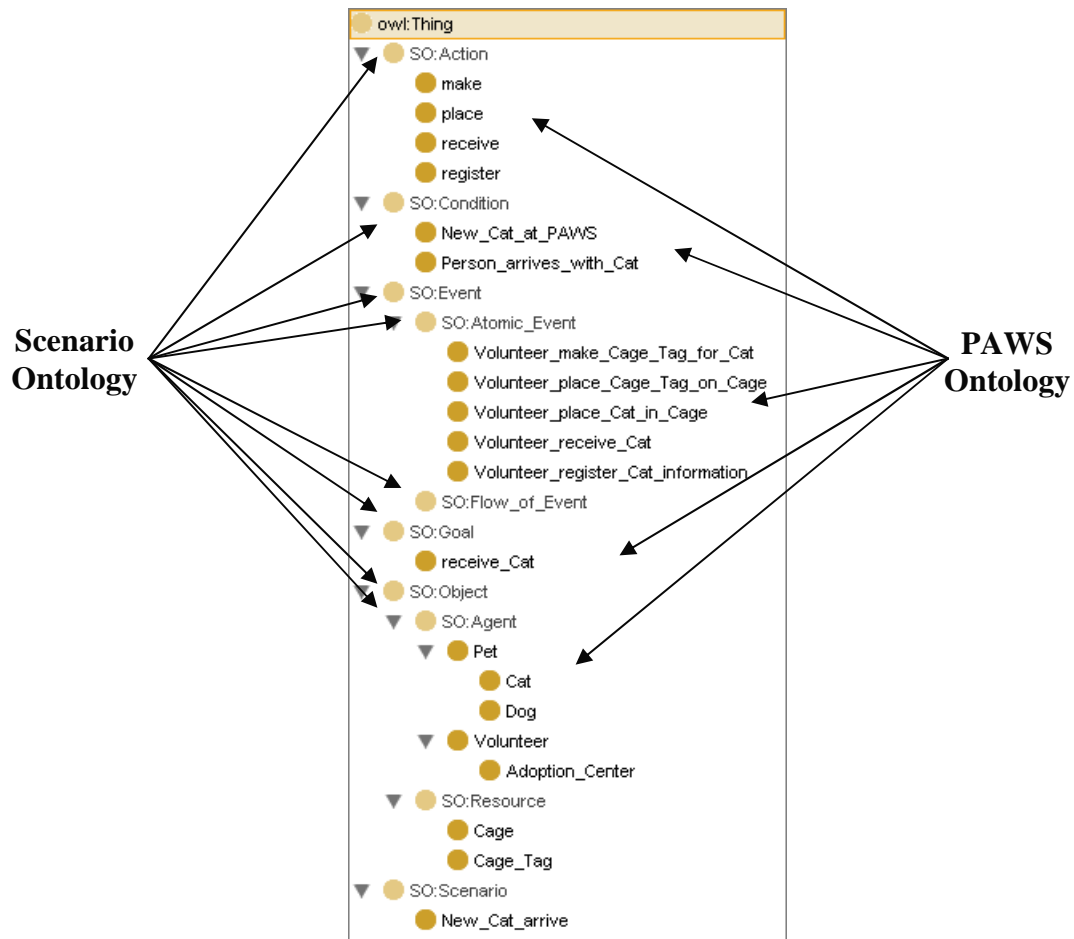 owl:Thing
SO:Action
make
place
receive
register
SO:Condition
New_Cat_at_PAWS
Person_arrives_with_Cat
SO:Event
SO:Atomic_Event
Volunteer_make_Cage_Tag_for_Cat
Volunteer_place_Cage_Tag_on_Cage
Volunteer_place_Cat_in_Cage
Volunteer_receive_Cat
Volunteer_register_Cat_information
SO:Flow_of_Event
SO:Goal
receive_Cat
SO:Object
SO:Agent
Pet
Cat
Dog
Volunteer
Adoption_Center
SO:Resource
Cage
Cage_Tag
SO:Scenario
New_Cat_arrive
Scenario
Ontology
PAWS
Ontology